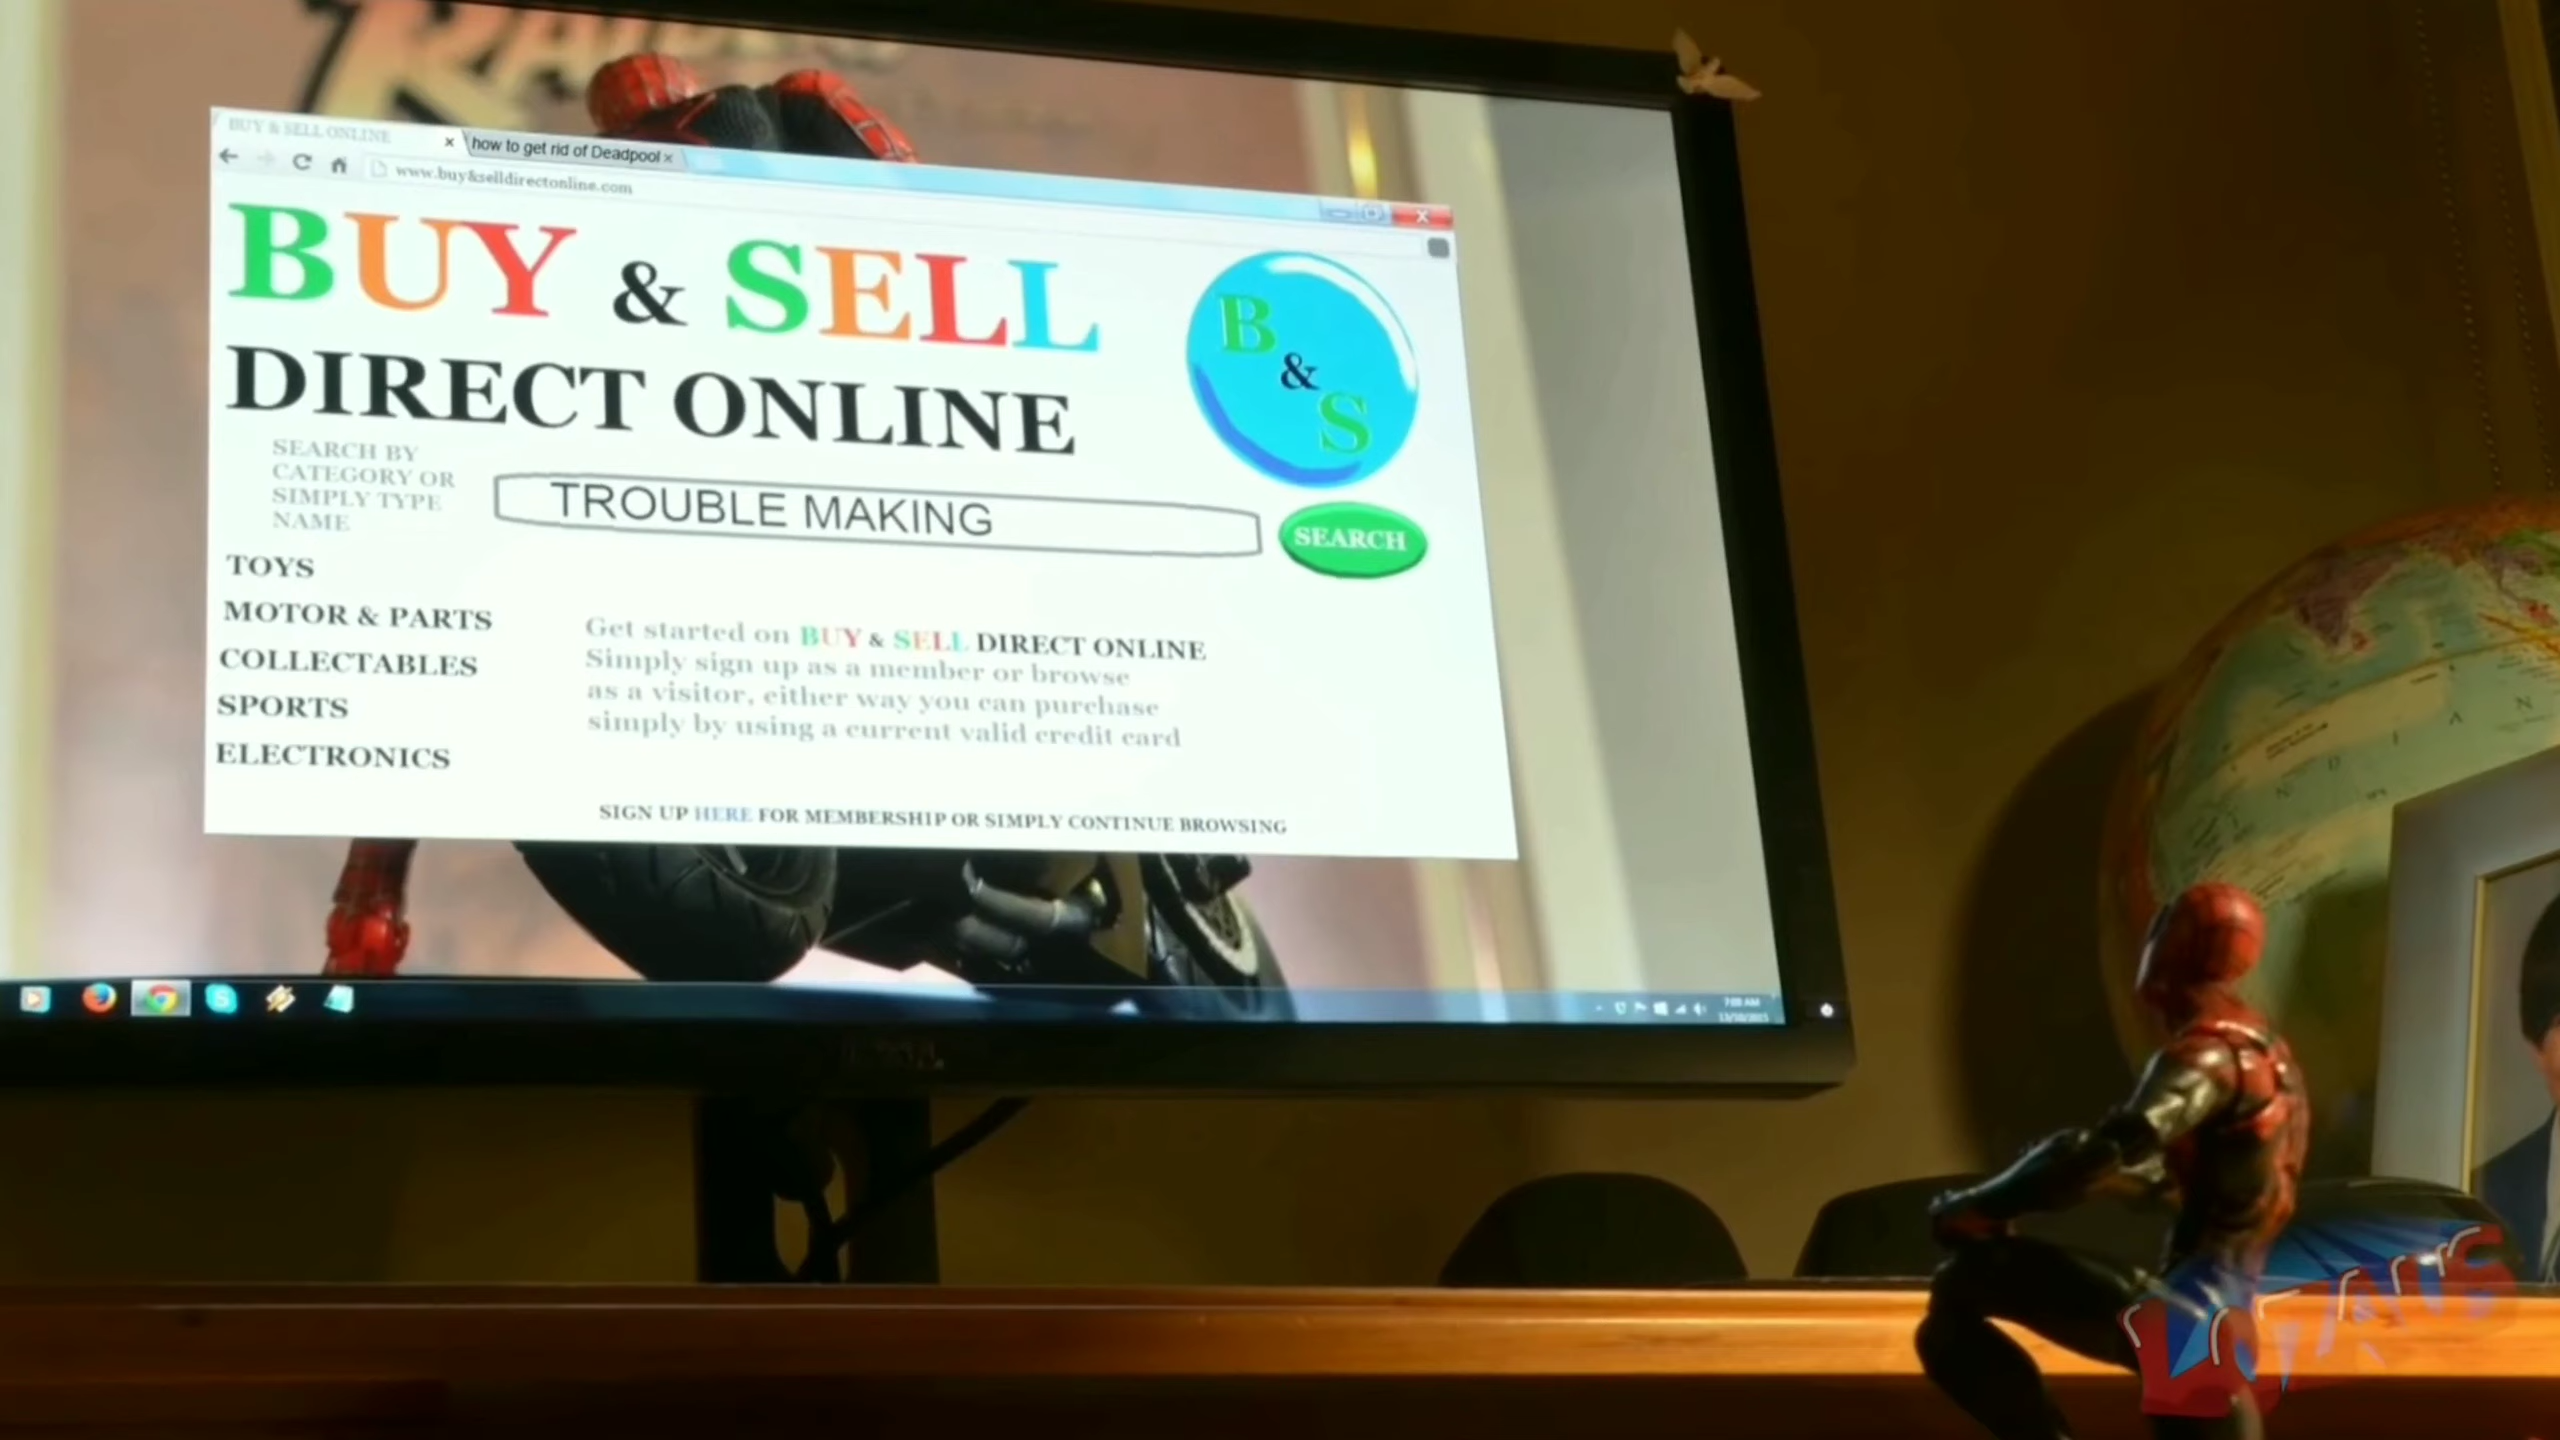 BUY & SELL ONLINE
how to get rid of Deadpool
www.buy&selldirectonline.com
BUY & SELL
DIRECT ONLINE
B
&
S
SEARCH BY
CATEGORY OR
SIMPLY TYPE
NAME
TROUBLE MAKING
SEARCH
TOYS
MOTOR & PARTS
COLLECTABLES
SPORTS
ELECTRONICS
Get started on BUY & SELL DIRECT ONLINE
Simply sign up as a member or browse
as a visitor, either way you can purchase
simply by using a current valid credit card
SIGN UP HERE FOR MEMBERSHIP OR SIMPLY CONTINUE BROWSING